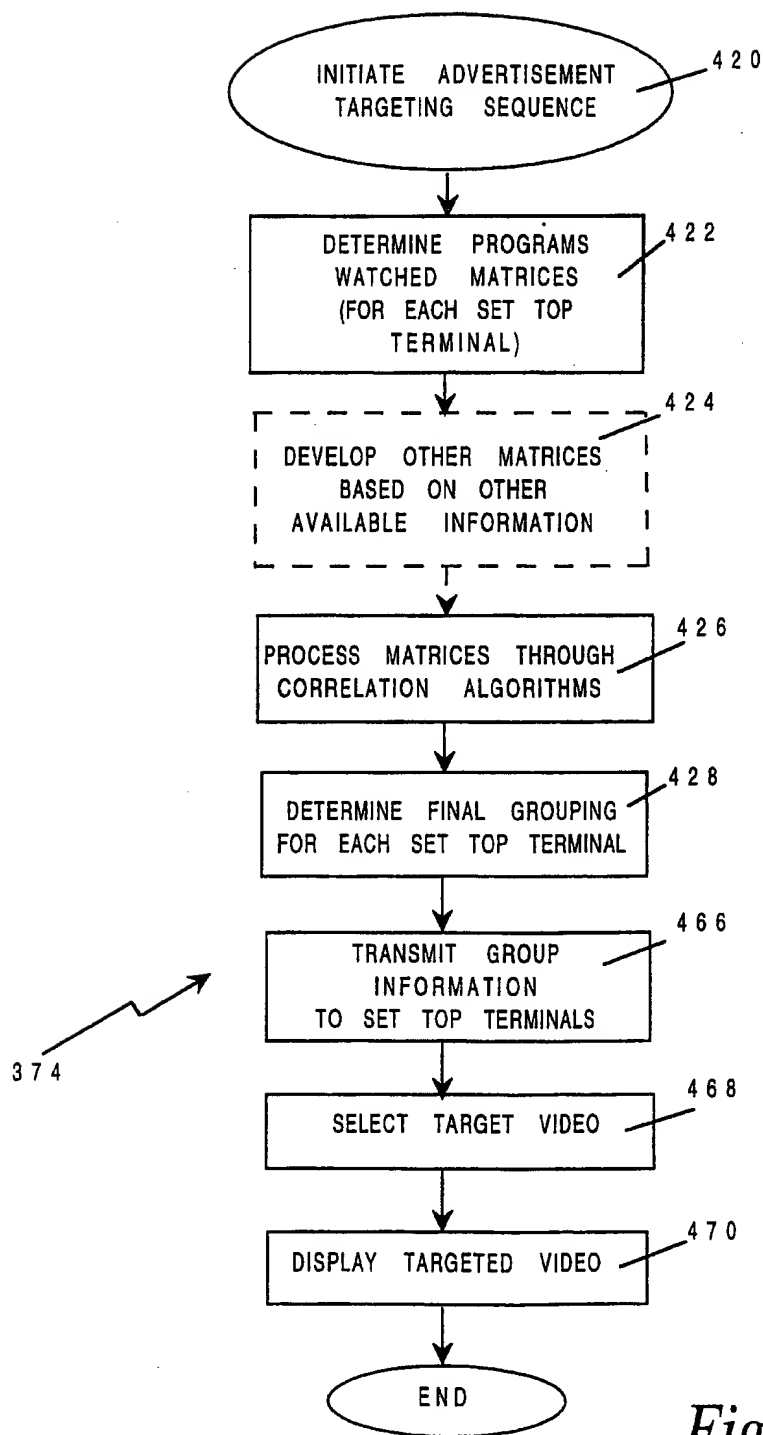 INITIATE ADVERTISEMENT
TARGETING SEQUENCE
420
DETERMINE PROGRAMS
WATCHED MATRICES
(FOR EACH SET TOP
TERMINAL)
422
424
DEVELOP OTHER MATRICES
BASED ON OTHER
AVAILABLE INFORMATION
426
PROCESS MATRICES THROUGH
CORRELATION ALGORITHMS
428
DETERMINE FINAL GROUPING
FOR EACH SET TOP TERMINAL
466
TRANSMIT GROUP
INFORMATION
TO SET TOP TERMINALS
374
468
SELECT TARGET VIDEO
470
DISPLAY TARGETED VIDEO
END
Fig